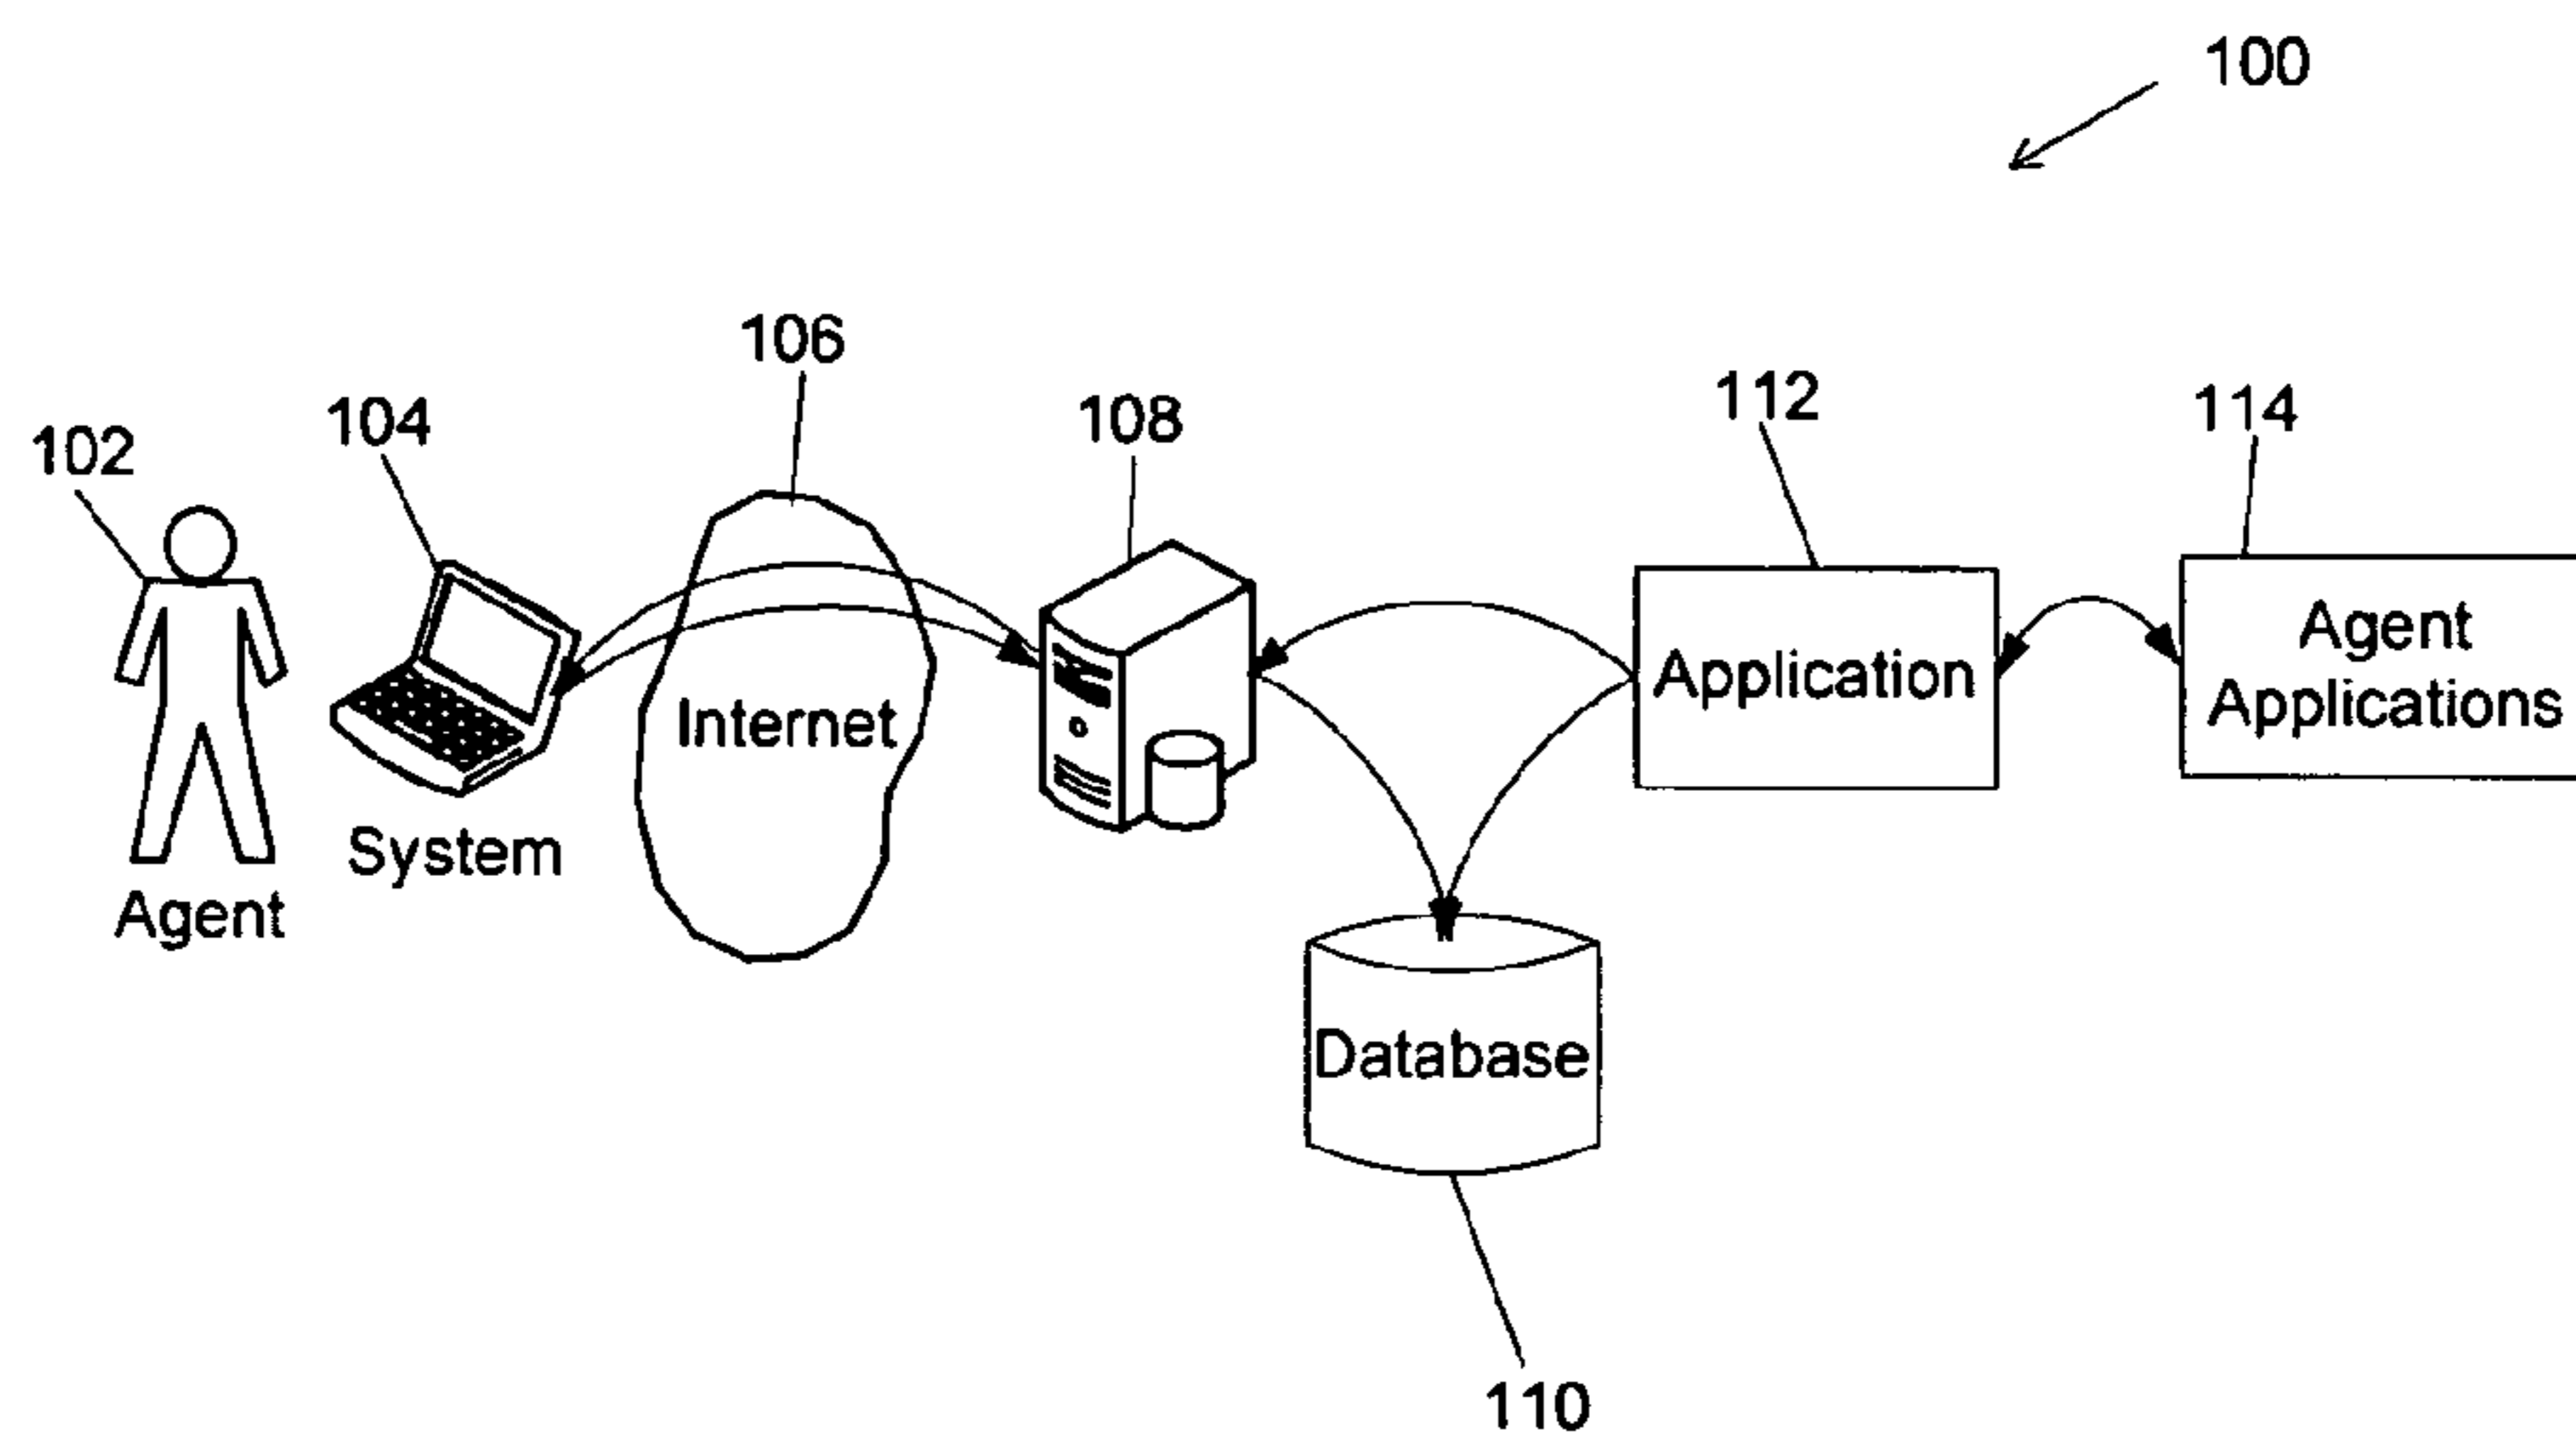 100
106
112
114
104
108
102
Agent
Applications
Application
Internet
System
Agent
Database
110